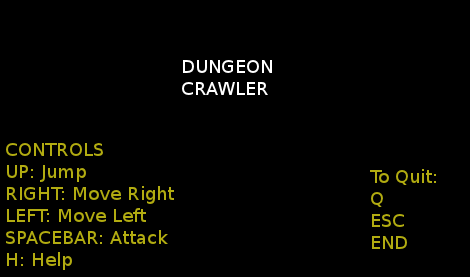 DUNGEON
CRAWLER
CONTROLS
UP: Jump
RIGHT: Move Right
LEFT: Move Left
SPACEBAR: Attack
H: Help
To Quit:
Q
ESC
END